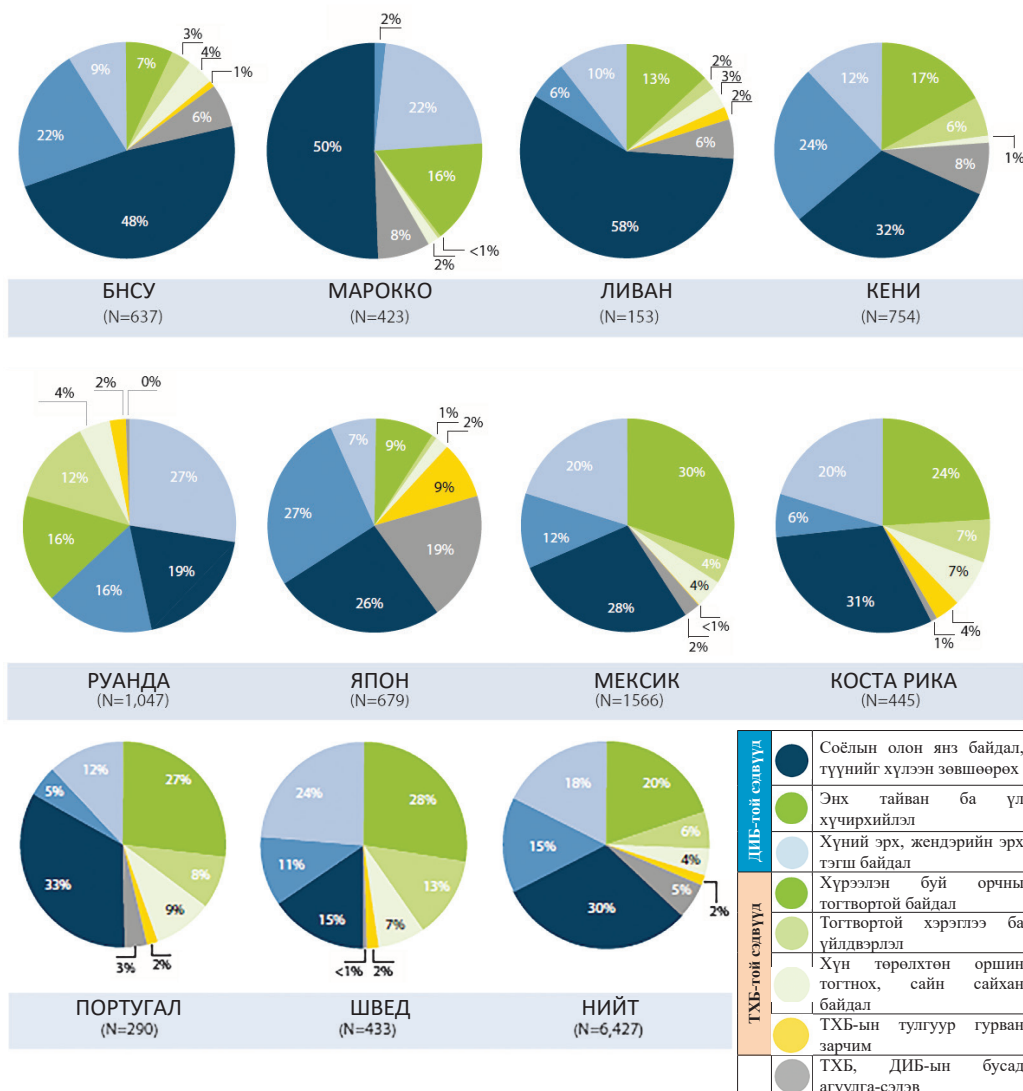 2%
9% 7% 3% 4% 1% 6% 48% 22%
22% 16% <1% 2% 8% 50%
10% 13% 2% 3% 2% 6% 58% 6%
12% 17% 6% 1% 8% 32% 24%
БНСУ МАРОККО ЛИВАН КЕНИ
(N=637) (N=423) (N=153) (N=754)
4% 2% 0% 27% 19% 16% 16% 12%
7% 9% 1% 2% 9% 19% 26% 27%
20% 30% 4% 4% <1% 2% 28% 12%
20% 24% 7% 7% 4% 1% 31% 6%
РУАНДА ЯПОН МЕКСИК КОСТА РИКА
(N=1,047) (N=679) (N=1566) (N=445)
12% 27% 8% 9% 2% 3% 33% 5%
24% 28% 13% 7% 2% <1% 15% 11%
18% 20% 6% 4% 2% 5% 30% 15%
ПОРТУГАЛ ШВЕД НИЙТ
(N=290) (N=433) (N=6,427)
ДИБ-той сэдвүүд
Соёлын олон янз байдал,
түүнийг хүлээн зөвшөөрөх
Энх тайван ба үл
хүчирхийлэл
Хүний эрх, жендэрийн эрх
тэгш байдал
ТХБ-той сэдвүүд
Хүрээлэн буй орчны
тогтвортой байдал
Тогтвортой хэрэглээ ба
үйлдвэрлэл
Хүн төрөлхтөн оршин
тогтнох, сайн сайхан
байдал
ТХБ-ын тулгуур гурван
зарчим
ТХБ, ДИБ-ын бусад
агуулга-сэдэв